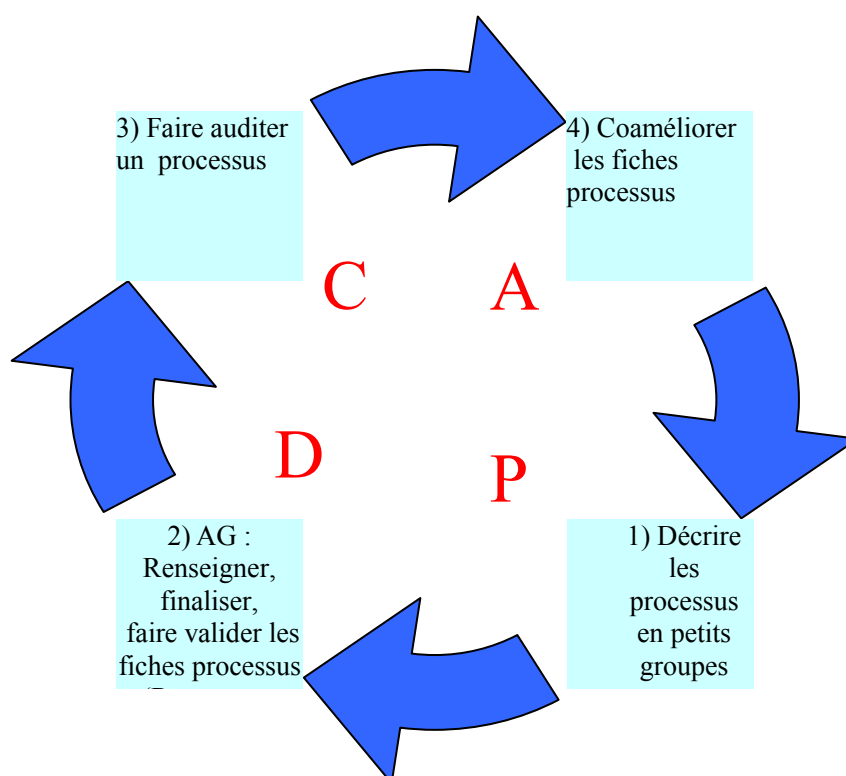 3) Faire auditer
un processus
4) Coaméliorer
les fiches
processus
C
A
D
P
2) AG :
Renseigner,
finaliser,
faire valider les
fiches processus
1) Décrire
les
processus
en petits
groupes